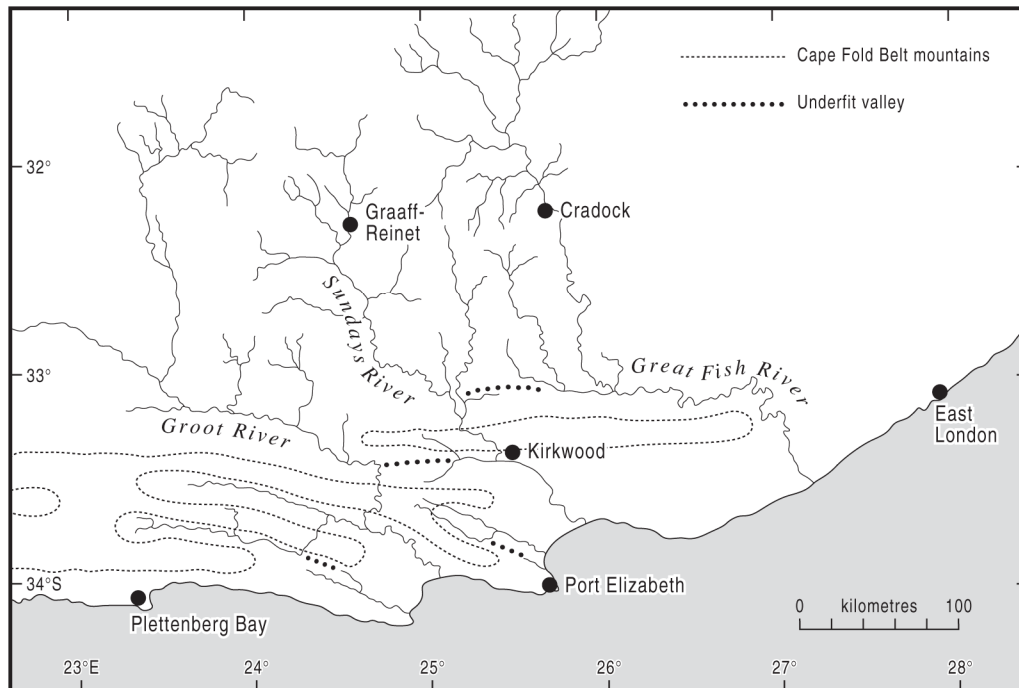 Cape Fold Belt mountains
Underfit valley
32°
Graaff-
Reinet
Cradock
Sundays River
33°
Great Fish River
Groot River
East
London
Kirkwood
34°S
Port Elizabeth
Plettenberg Bay
0 kilometres 100
23°E 24° 25° 26° 27° 28°